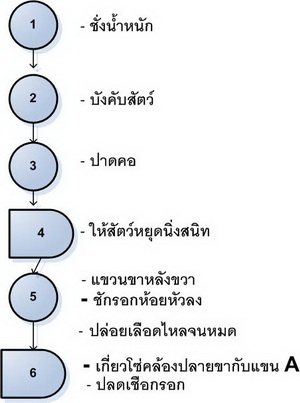 1 - ชั่งน้ำหนัก
2 - บังคับสัตว์
3 - ปาดคอ
4 - ให้สัตว์หยุดนิ่งสนิท
- แขวนขาหลังขวา
5 - ชักรอกห้อยหัวลง
- ปล่อยเลือดไหลจนหมด
6 - เกี่ยวโซ่คล้องปลายขากับแขน A
- ปลดเชือกรอก